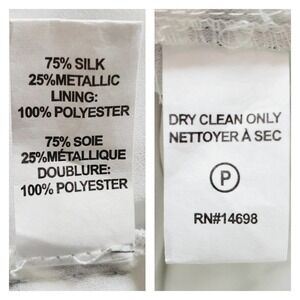 75% SILK
25%METALLIC
LINING:
100% POLYESTER
75% SOIE
25%MÉTALLIQUE
DOUBLURE:
100% POLYESTER
DRY CLEAN ONLY
NETTOYER À SEC
P
RN#14698